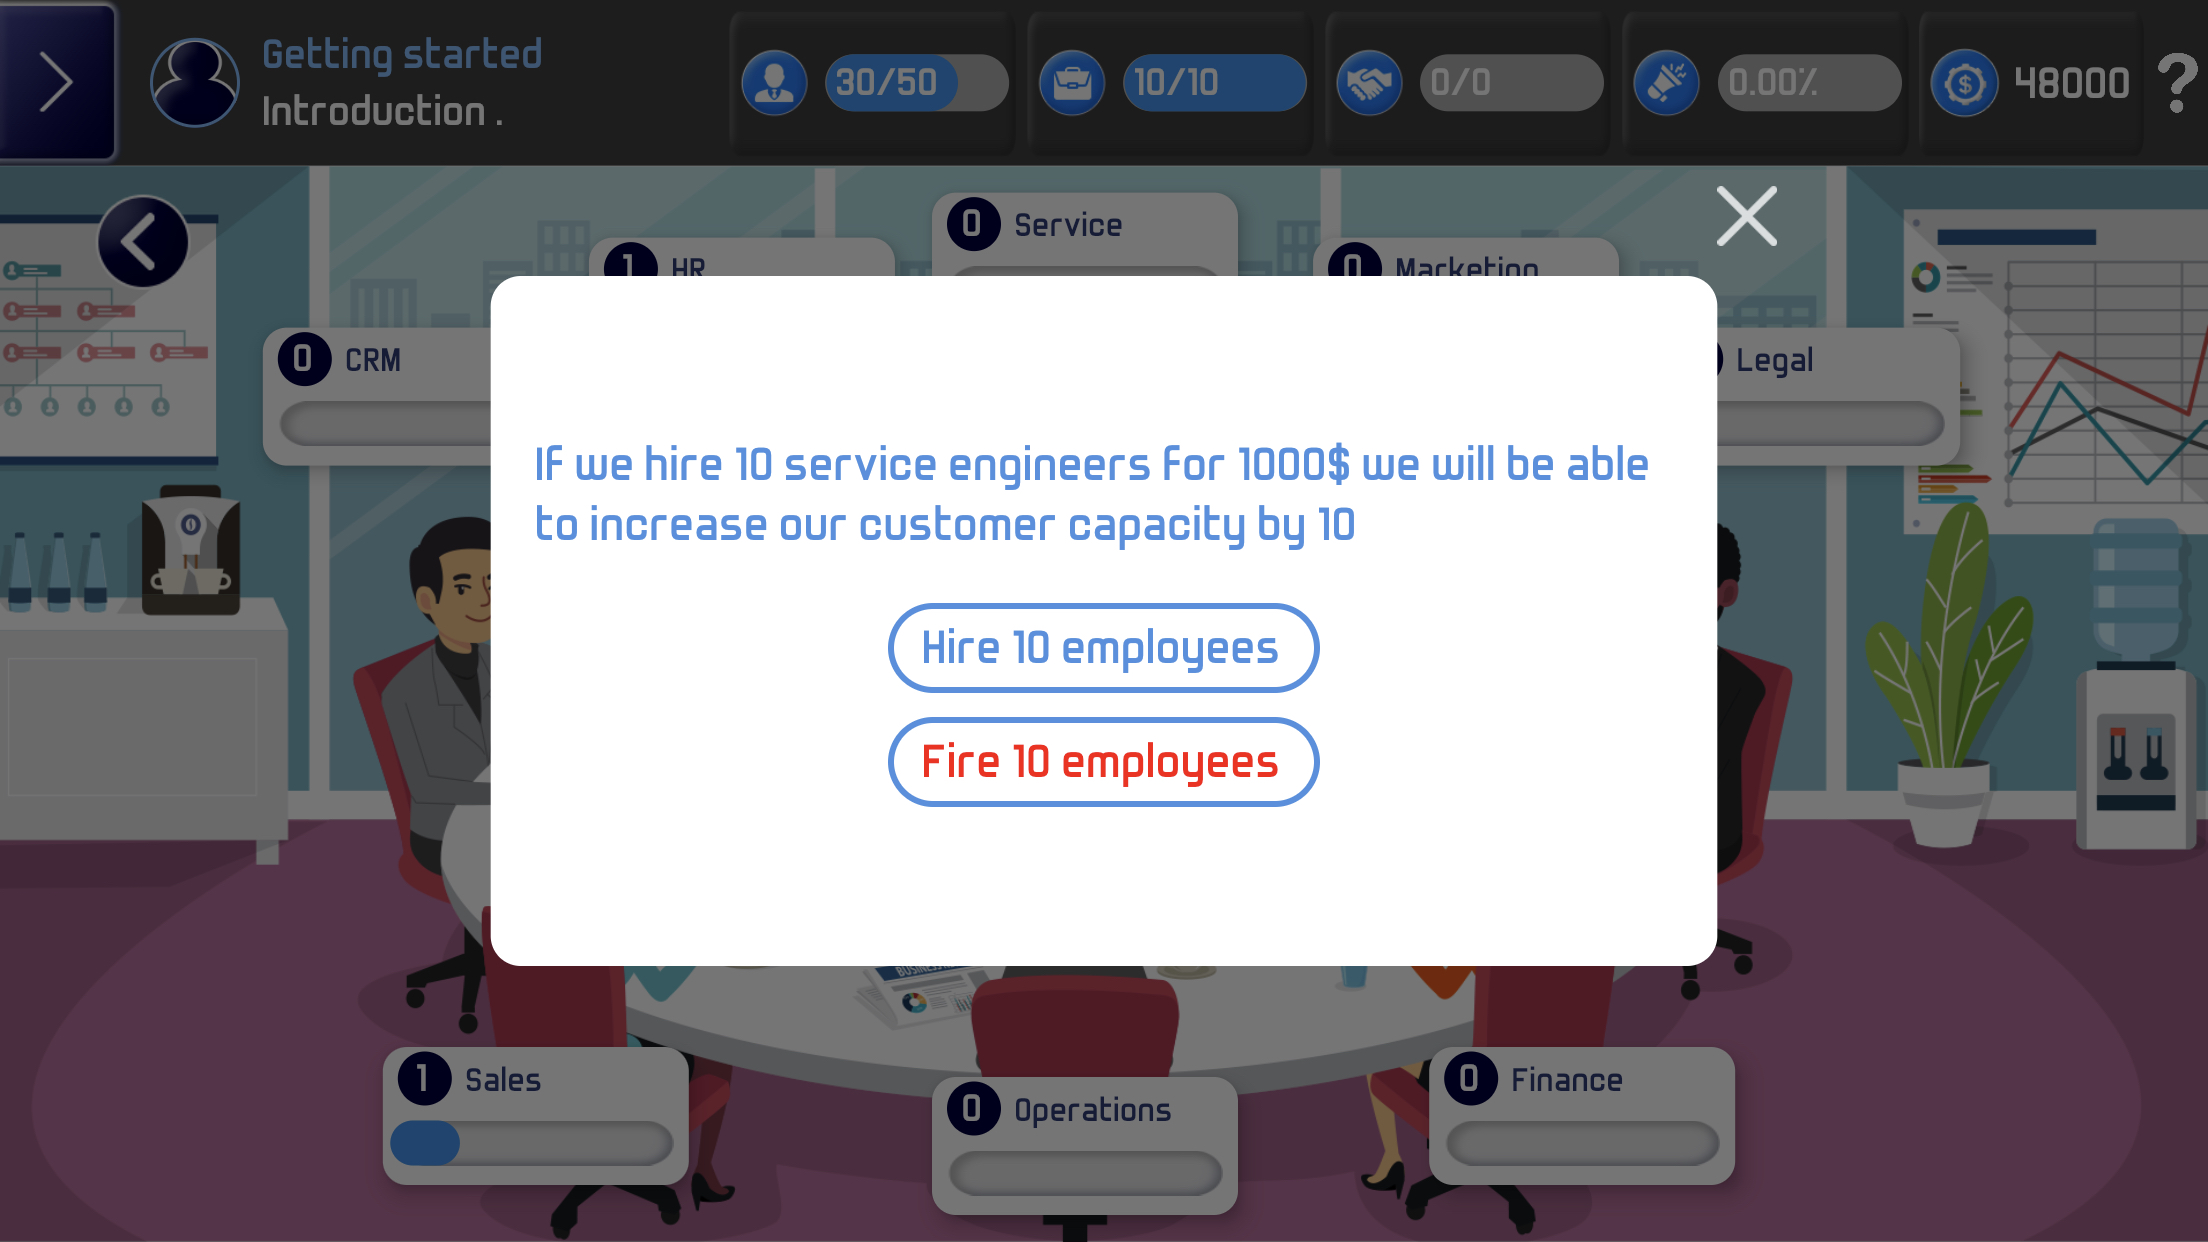 Getting started
Introduction .
30/50
10/10
0/0
0.00%
48000
?
0 Service
1 HR
0 Marketing
0 CRM
Legal
If we hire 10 service engineers for 1000$ we will be able
to increase our customer capacity by 10
Hire 10 employees
Fire 10 employees
1 Sales
0 Operations
0 Finance